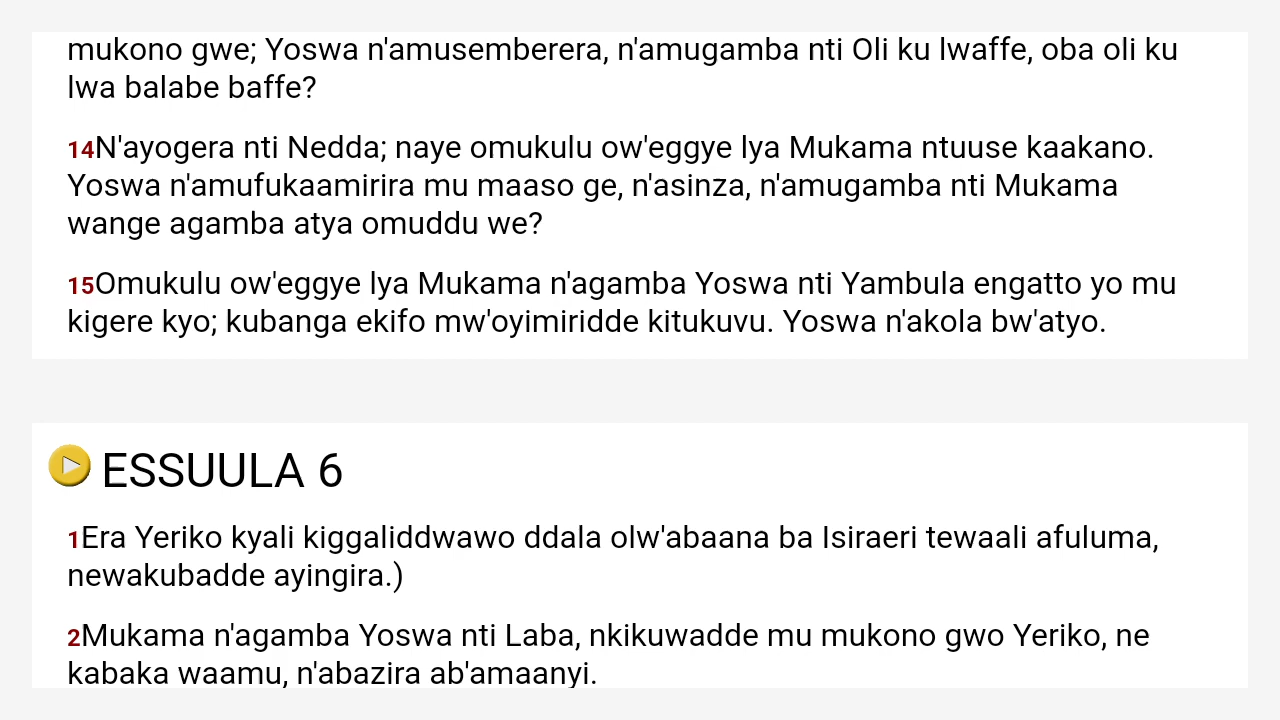 mukono gwe; Yoswa n'amusemberera, n'amugamba nti Oli ku lwaffe, oba oli ku
lwa balabe baffe?
14N'ayogera nti Nedda; naye omukulu ow'eggye lya Mukama ntuuse kaakano.
Yoswa n'amufukaamirira mu maaso ge, n'asinza, n'amugamba nti Mukama
wange agamba atya omuddu we?
15Omukulu ow'eggye lya Mukama n'agamba Yoswa nti Yambula engatto yo mu
kigere kyo; kubanga ekifo mw'oyimiridde kitukuvu. Yoswa n'akola bw'atyo.
ESSUULA 6
1Era Yeriko kyali kiggaliddwawo ddala olw'abaana ba Isiraeri tewaali afuluma,
newakubadde ayingira.)
2Mukama n'agamba Yoswa nti Laba, nkikuwadde mu mukono gwo Yeriko, ne
kabaka waamu, n'abazira ab'amaanyi.